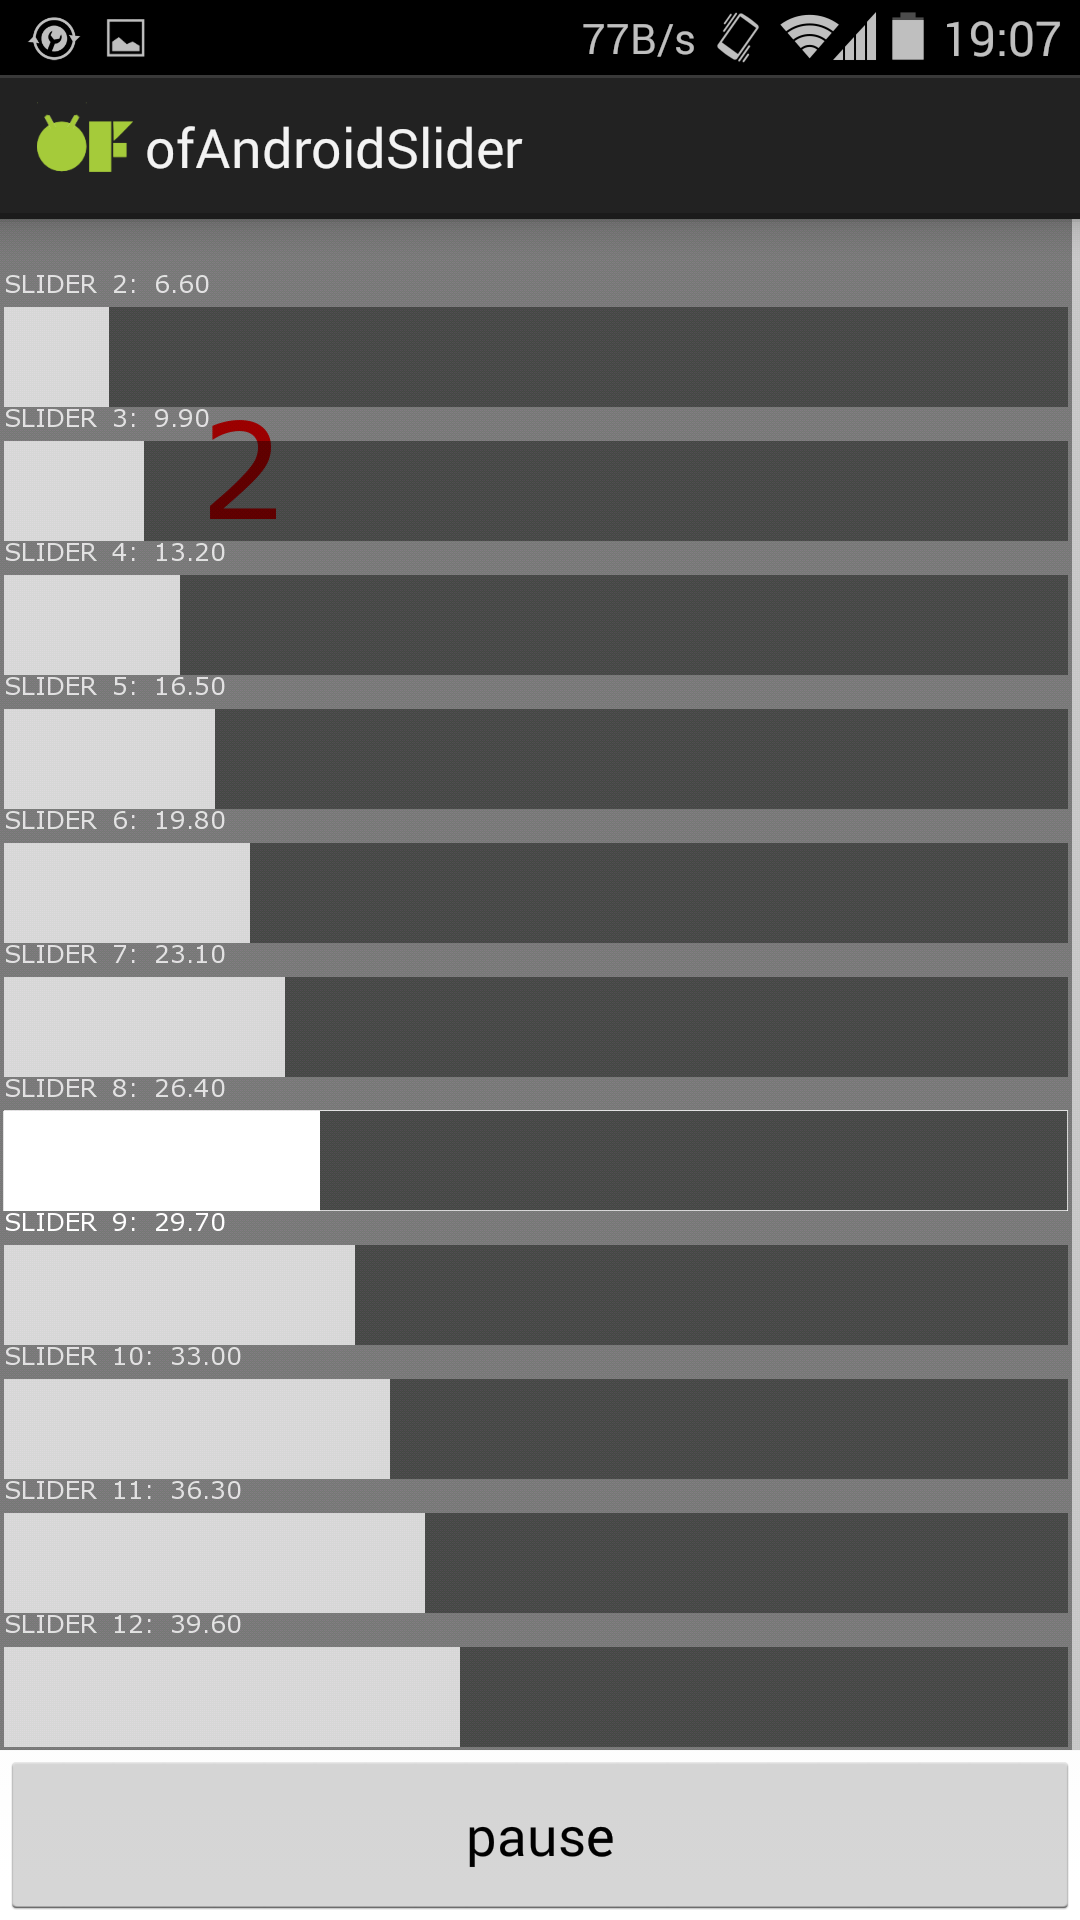 77B/s 19:07
OF ofAndroidSlider
SLIDER 2: 6.60
SLIDER 3: 9.90
2
SLIDER 4: 13.20
SLIDER 5: 16.50
SLIDER 6: 19.80
SLIDER 7: 23.10
SLIDER 8: 26.40
SLIDER 9: 29.70
SLIDER 10: 33.00
SLIDER 11: 36.30
SLIDER 12: 39.60
pause